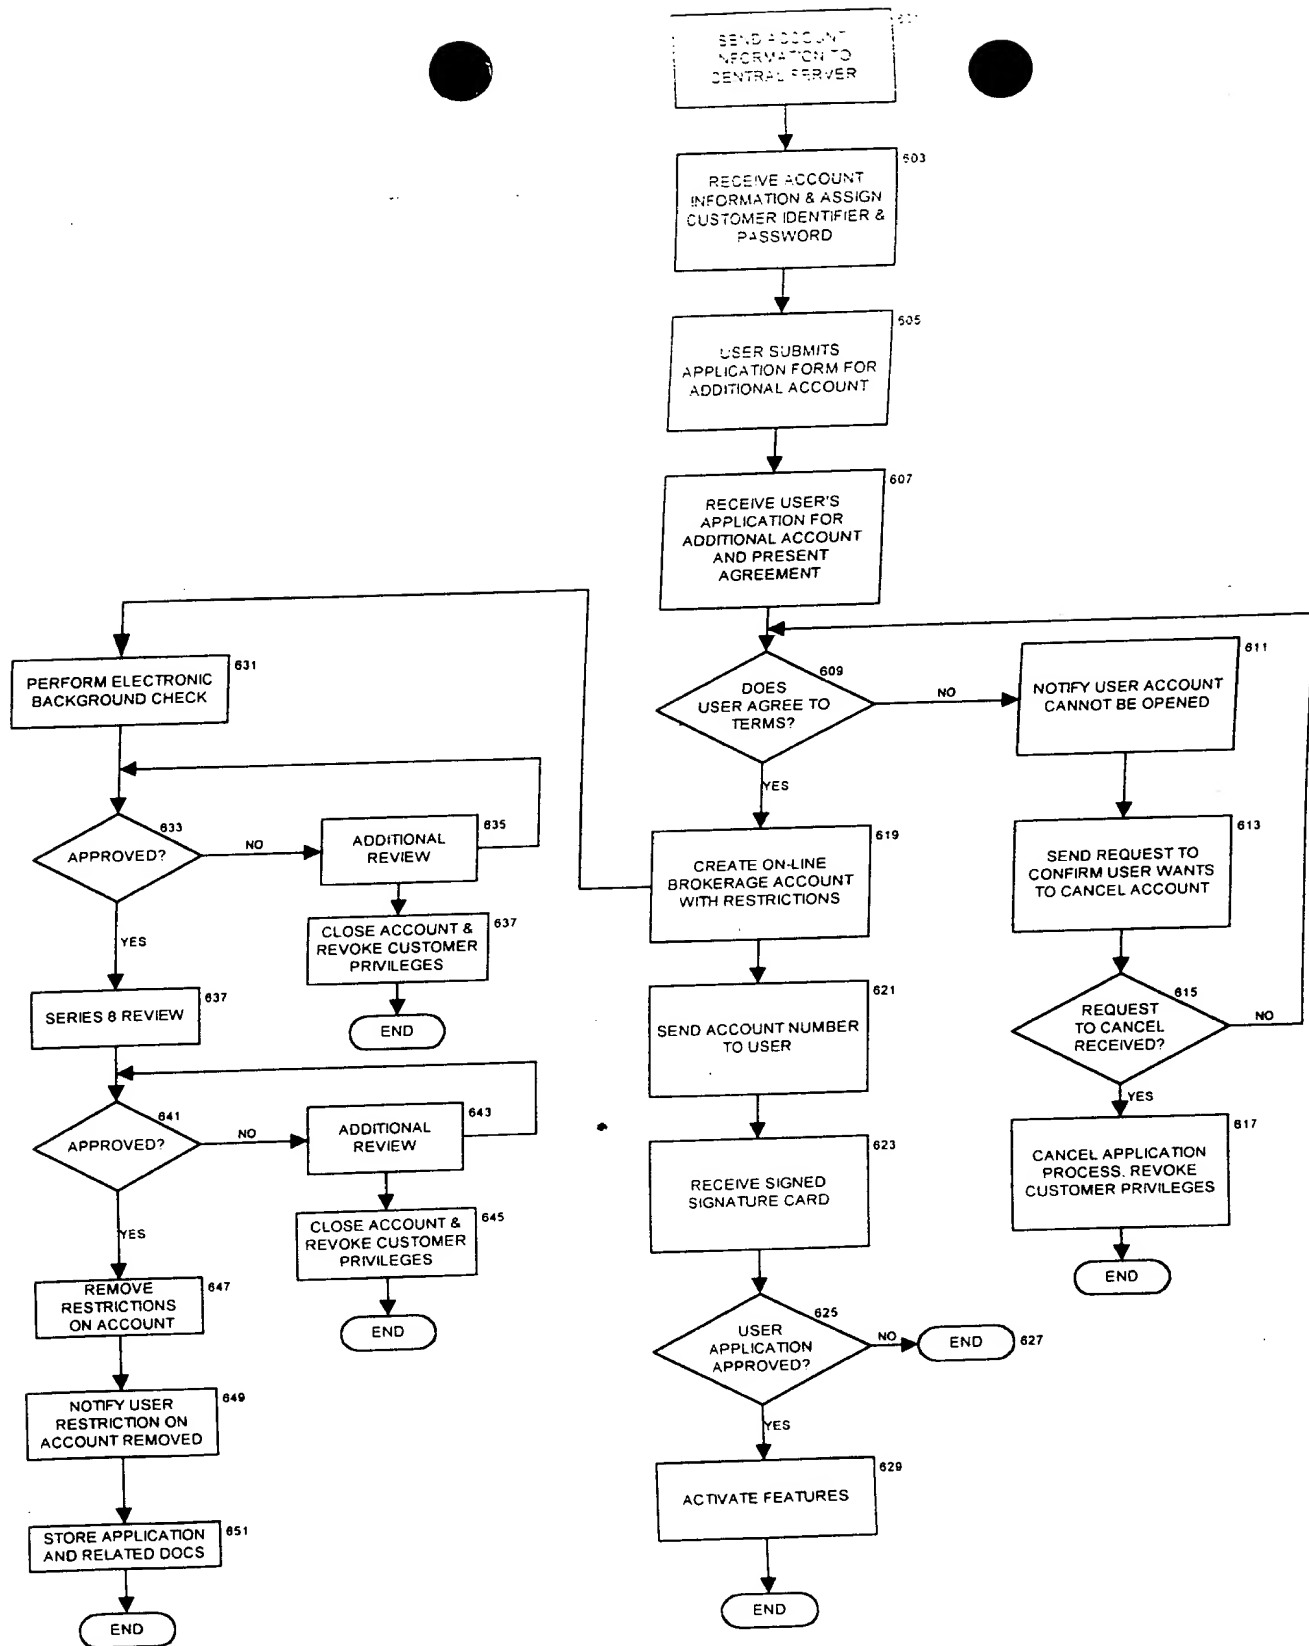 601
SEND ACCOUNT
INFORMATION TO
CENTRAL SERVER
603
RECEIVE ACCOUNT
INFORMATION & ASSIGN
CUSTOMER IDENTIFIER &
PASSWORD
605
USER SUBMITS
APPLICATION FORM FOR
ADDITIONAL ACCOUNT
607
RECEIVE USER'S
APPLICATION FOR
ADDITIONAL ACCOUNT
AND PRESENT
AGREEMENT
609
DOES
USER AGREE TO
TERMS?
NO
YES
611
NOTIFY USER ACCOUNT
CANNOT BE OPENED
613
SEND REQUEST TO
CONFIRM USER WANTS
TO CANCEL ACCOUNT
615
REQUEST
TO CANCEL
RECEIVED?
NO
YES
617
CANCEL APPLICATION
PROCESS. REVOKE
CUSTOMER PRIVILEGES
END
619
CREATE ON-LINE
BROKERAGE ACCOUNT
WITH RESTRICTIONS
621
SEND ACCOUNT NUMBER
TO USER
623
RECEIVE SIGNED
SIGNATURE CARD
625
USER
APPLICATION
APPROVED?
NO
END
627
YES
629
ACTIVATE FEATURES
END
631
PERFORM ELECTRONIC
BACKGROUND CHECK
633
APPROVED?
NO
YES
635
ADDITIONAL
REVIEW
637
CLOSE ACCOUNT &
REVOKE CUSTOMER
PRIVILEGES
END
637
SERIES 8 REVIEW
641
APPROVED?
NO
YES
643
ADDITIONAL
REVIEW
645
CLOSE ACCOUNT &
REVOKE CUSTOMER
PRIVILEGES
END
647
REMOVE
RESTRICTIONS
ON ACCOUNT
649
NOTIFY USER
RESTRICTION ON
ACCOUNT REMOVED
651
STORE APPLICATION
AND RELATED DOCS
END